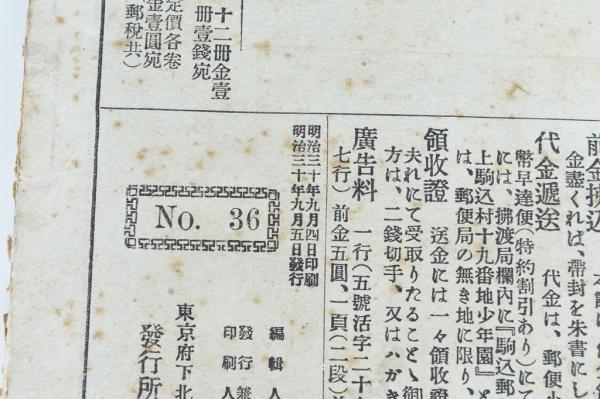 十二冊金壹
冊壹錢宛
定價各卷
金壹圓宛
郵税共)
前金拂込
金盡くれば、帶封を朱書にし
代金遞送 代金は、郵便
幣早達便(特約割引あり)にて
には、拂渡局欄内に『駒込郵
上駒込村十九番地少年園』
は、郵便局の無き地に限り、
領收證 送金には一々領收證
夫れにて受取りたることゝ御
方は、二錢切手、又はハガキ
廣告料 一行(五號活字二十
七行) 前金五圓、一頁(二段)
明治三十年九月四日印刷
明治三十年九月五日發行
No. 36
編輯人
發行兼
印刷人
東京府下北
發行所